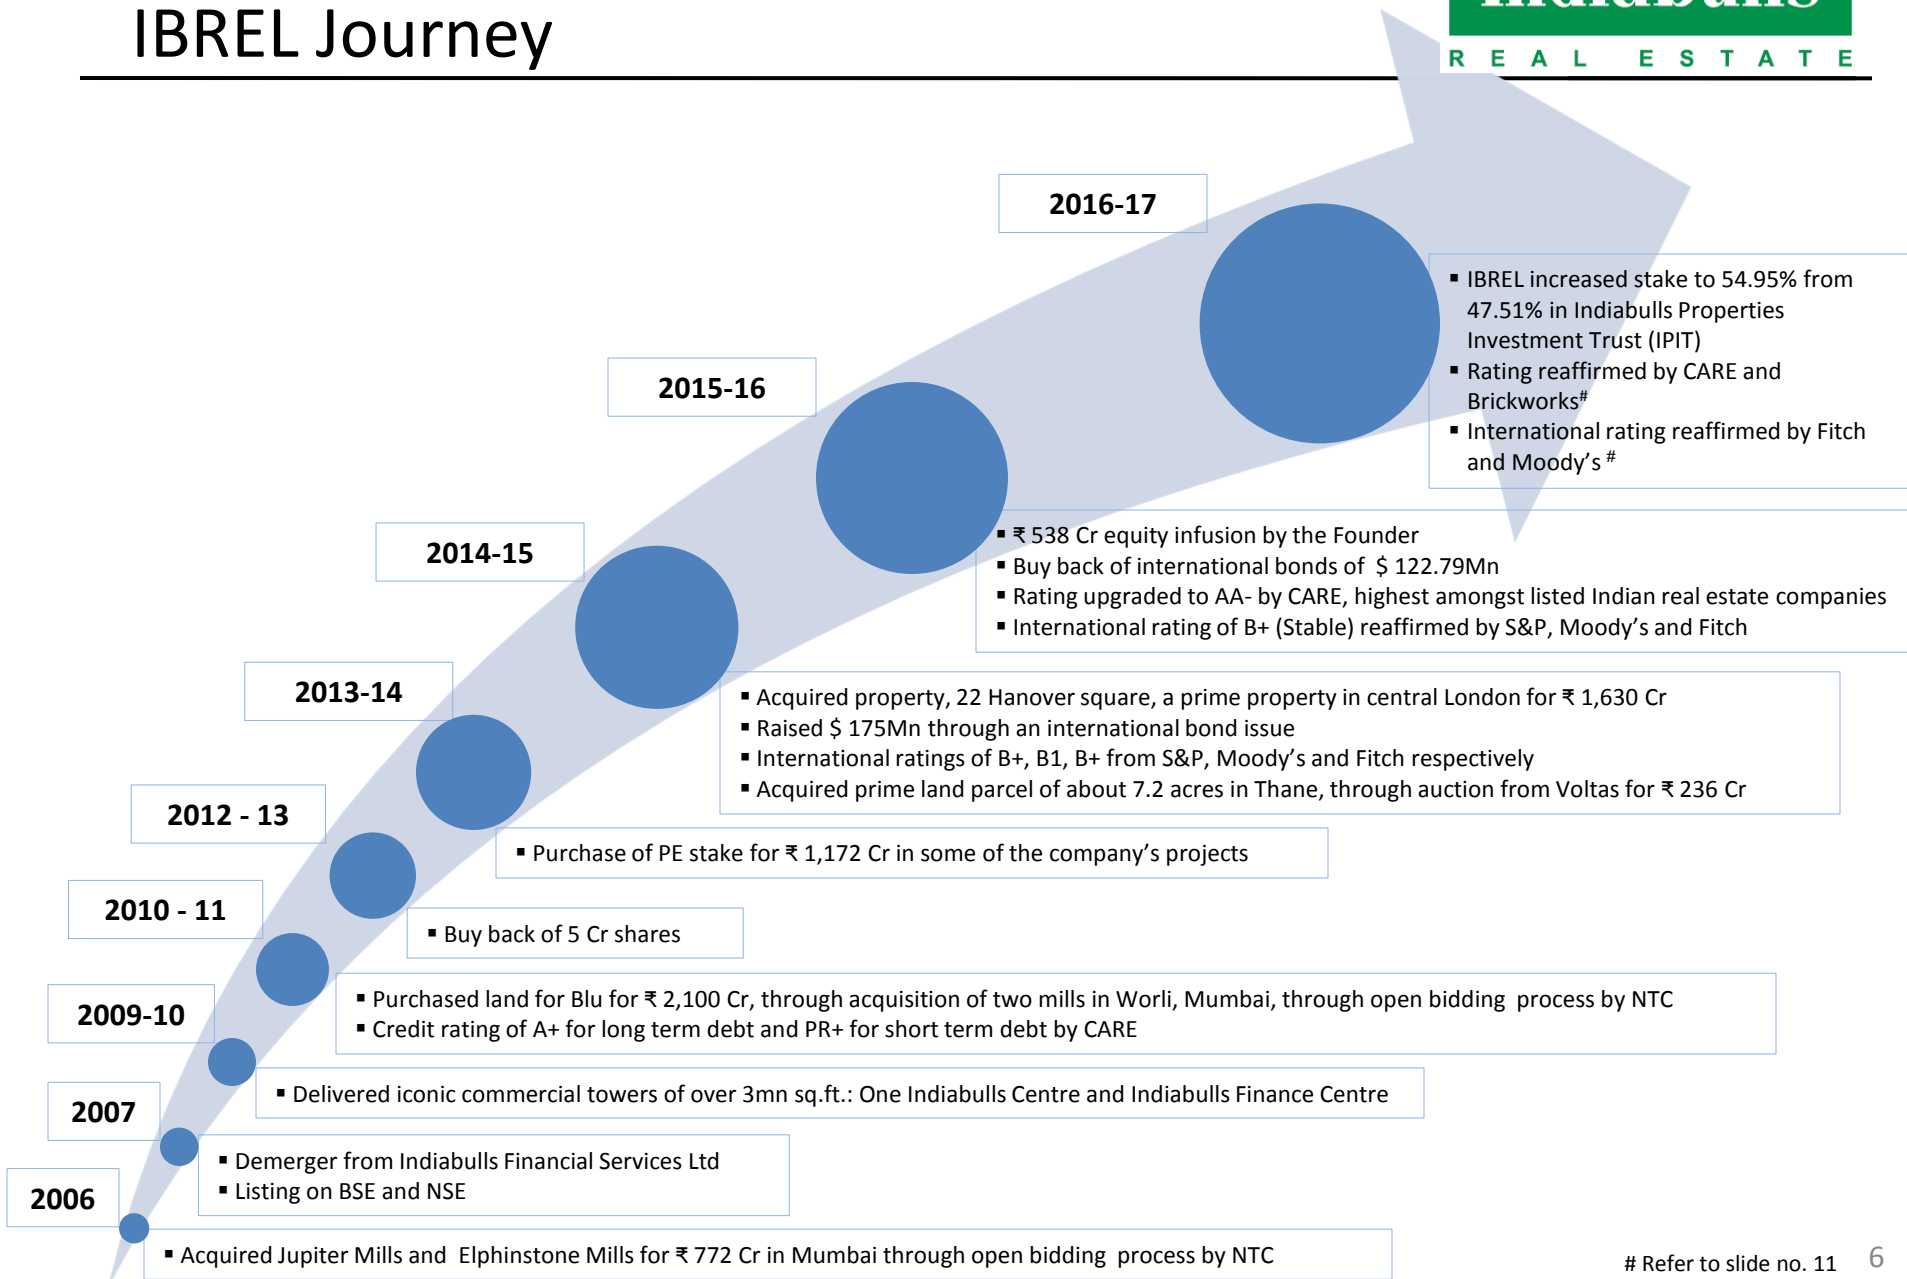 IBREL Journey
Indiabulls
REAL ESTATE
2016-17
▪ IBREL increased stake to 54.95% from
47.51% in Indiabulls Properties
Investment Trust (IPIT)
▪ Rating reaffirmed by CARE and
Brickworks#
▪ International rating reaffirmed by Fitch
and Moody’s #
2015-16
▪ ₹ 538 Cr equity infusion by the Founder
▪ Buy back of international bonds of $ 122.79Mn
▪ Rating upgraded to AA- by CARE, highest amongst listed Indian real estate companies
▪ International rating of B+ (Stable) reaffirmed by S&P, Moody’s and Fitch
2014-15
▪ Acquired property, 22 Hanover square, a prime property in central London for ₹ 1,630 Cr
▪ Raised $ 175Mn through an international bond issue
▪ International ratings of B+, B1, B+ from S&P, Moody’s and Fitch respectively
▪ Acquired prime land parcel of about 7.2 acres in Thane, through auction from Voltas for ₹ 236 Cr
2013-14
▪ Purchase of PE stake for ₹ 1,172 Cr in some of the company’s projects
2012 - 13
▪ Buy back of 5 Cr shares
2010 - 11
▪ Purchased land for Blu for ₹ 2,100 Cr, through acquisition of two mills in Worli, Mumbai, through open bidding process by NTC
▪ Credit rating of A+ for long term debt and PR+ for short term debt by CARE
2009-10
▪ Delivered iconic commercial towers of over 3mn sq.ft.: One Indiabulls Centre and Indiabulls Finance Centre
2007
▪ Demerger from Indiabulls Financial Services Ltd
▪ Listing on BSE and NSE
2006
▪ Acquired Jupiter Mills and Elphinstone Mills for ₹ 772 Cr in Mumbai through open bidding process by NTC
# Refer to slide no. 11
6